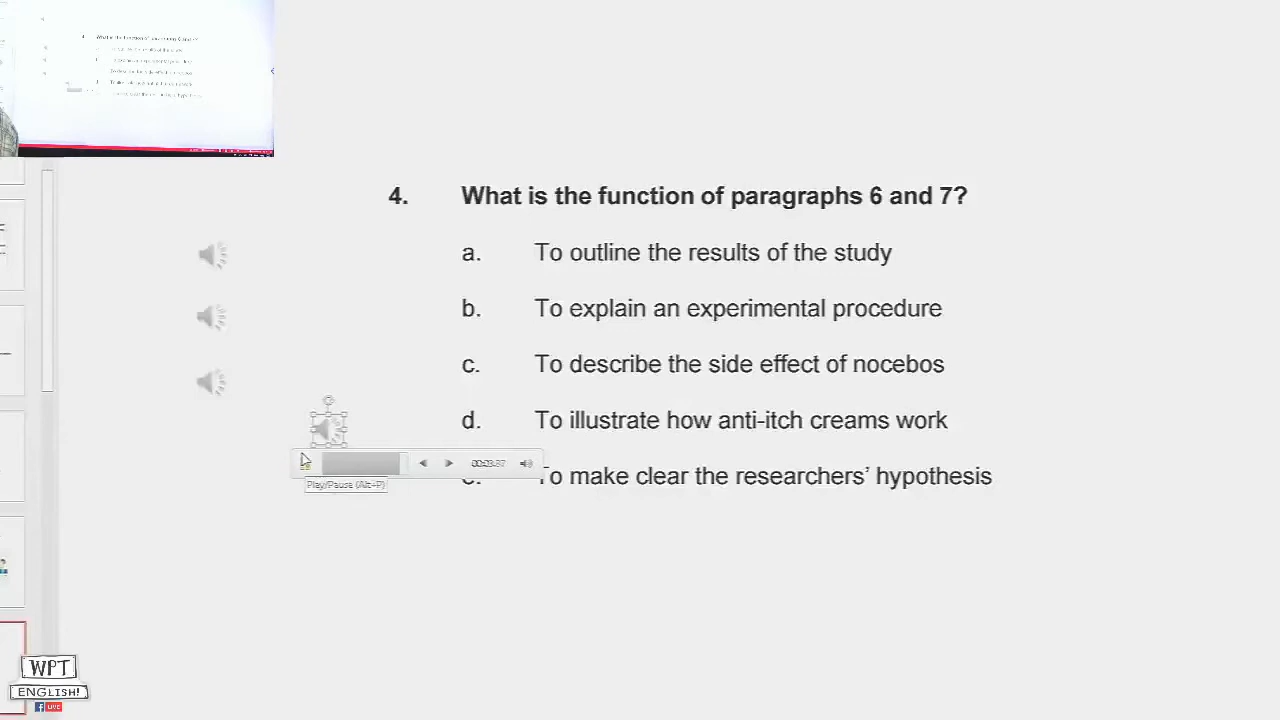 4. What is the function of paragraphs 6 and 7?
a. To outline the results of the study
b. To explain an experimental procedure
c. To describe the side effect of nocebos
d. To illustrate how anti-itch creams work
To make clear the researchers' hypothesis
Play/Pause (Alt+P)
WPT
ENGLISH!
LIVE